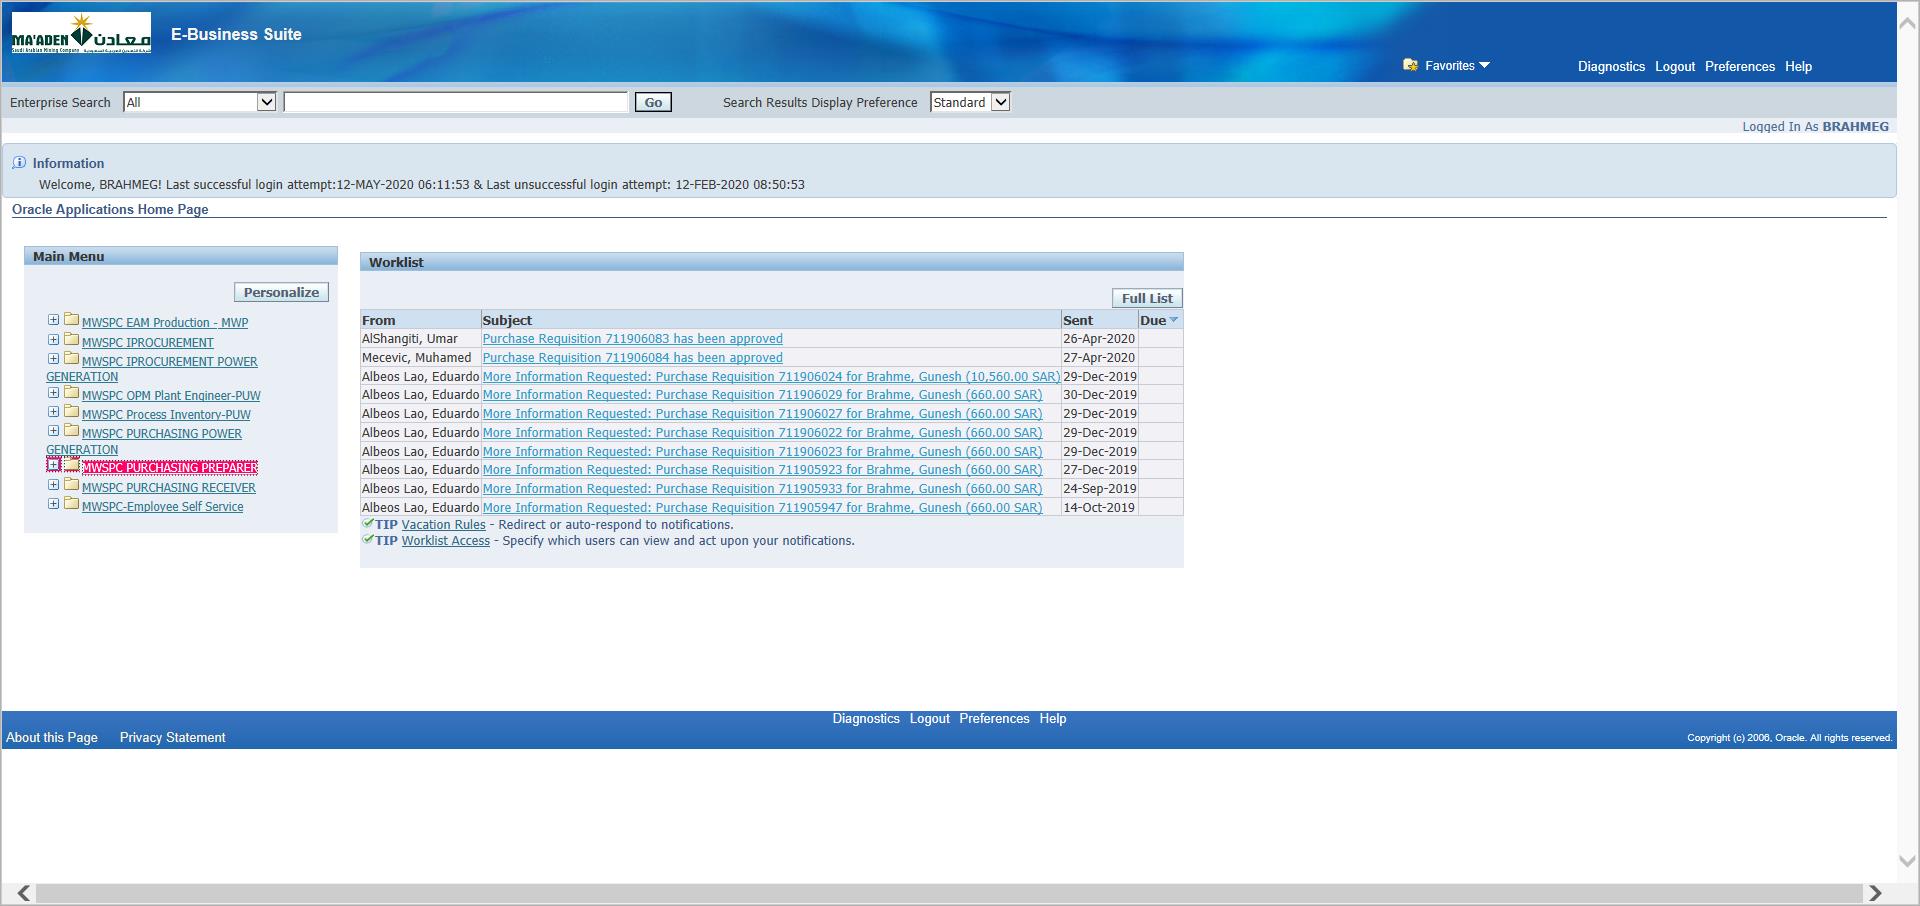 MA'ADEN معادن
E-Business Suite
Favorites
Diagnostics Logout Preferences Help
Enterprise Search All Go Search Results Display Preference Standard
Logged In As BRAHMEG
Information
Welcome, BRAHMEG! Last successful login attempt:12-MAY-2020 06:11:53 & Last unsuccessful login attempt: 12-FEB-2020 08:50:53
Oracle Applications Home Page
Main Menu
Personalize
MWSPC EAM Production - MWP
MWSPC IPROCUREMENT
MWSPC IPROCUREMENT POWER
GENERATION
MWSPC OPM Plant Engineer-PUW
MWSPC Process Inventory-PUW
MWSPC PURCHASING POWER
GENERATION
MWSPC PURCHASING PREPARER
MWSPC PURCHASING RECEIVER
MWSPC-Employee Self Service
Worklist
Full List
From Subject Sent Due
AlShangiti, Umar Purchase Requisition 711906083 has been approved 26-Apr-2020
Mecevic, Muhamed Purchase Requisition 711906084 has been approved 27-Apr-2020
Albeos Lao, Eduardo More Information Requested: Purchase Requisition 711906024 for Brahme, Gunesh (10,560.00 SAR) 29-Dec-2019
Albeos Lao, Eduardo More Information Requested: Purchase Requisition 711906029 for Brahme, Gunesh (660.00 SAR) 30-Dec-2019
Albeos Lao, Eduardo More Information Requested: Purchase Requisition 711906027 for Brahme, Gunesh (660.00 SAR) 29-Dec-2019
Albeos Lao, Eduardo More Information Requested: Purchase Requisition 711906022 for Brahme, Gunesh (660.00 SAR) 29-Dec-2019
Albeos Lao, Eduardo More Information Requested: Purchase Requisition 711906023 for Brahme, Gunesh (660.00 SAR) 29-Dec-2019
Albeos Lao, Eduardo More Information Requested: Purchase Requisition 711905923 for Brahme, Gunesh (660.00 SAR) 27-Dec-2019
Albeos Lao, Eduardo More Information Requested: Purchase Requisition 711905933 for Brahme, Gunesh (660.00 SAR) 24-Sep-2019
Albeos Lao, Eduardo More Information Requested: Purchase Requisition 711905947 for Brahme, Gunesh (660.00 SAR) 14-Oct-2019
TIP Vacation Rules - Redirect or auto-respond to notifications.
TIP Worklist Access - Specify which users can view and act upon your notifications.
Diagnostics Logout Preferences Help
About this Page Privacy Statement
Copyright (c) 2006, Oracle. All rights reserved.